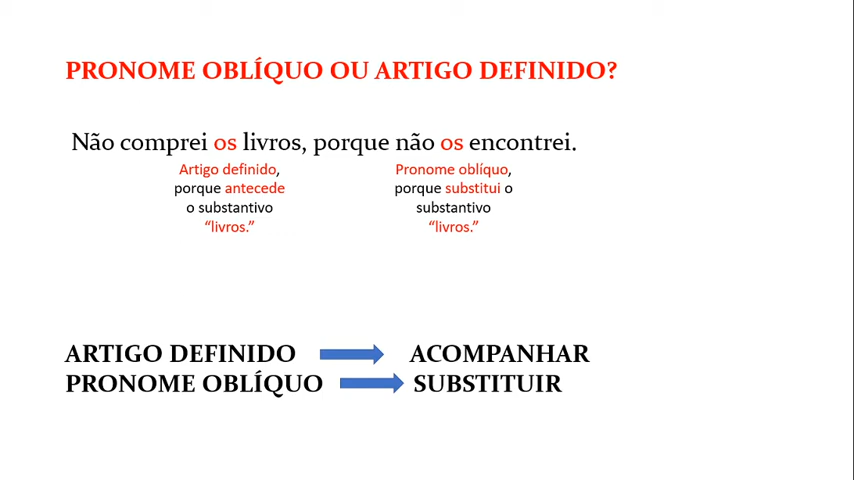 PRONOME OBLÍQUO OU ARTIGO DEFINIDO?
Não comprei os livros, porque não os encontrei.
Artigo definido,
porque antecede
o substantivo
“livros.”
Pronome oblíquo,
porque substitui o
substantivo
“livros.”
ARTIGO DEFINIDO ACOMPANHAR
PRONOME OBLÍQUO SUBSTITUIR